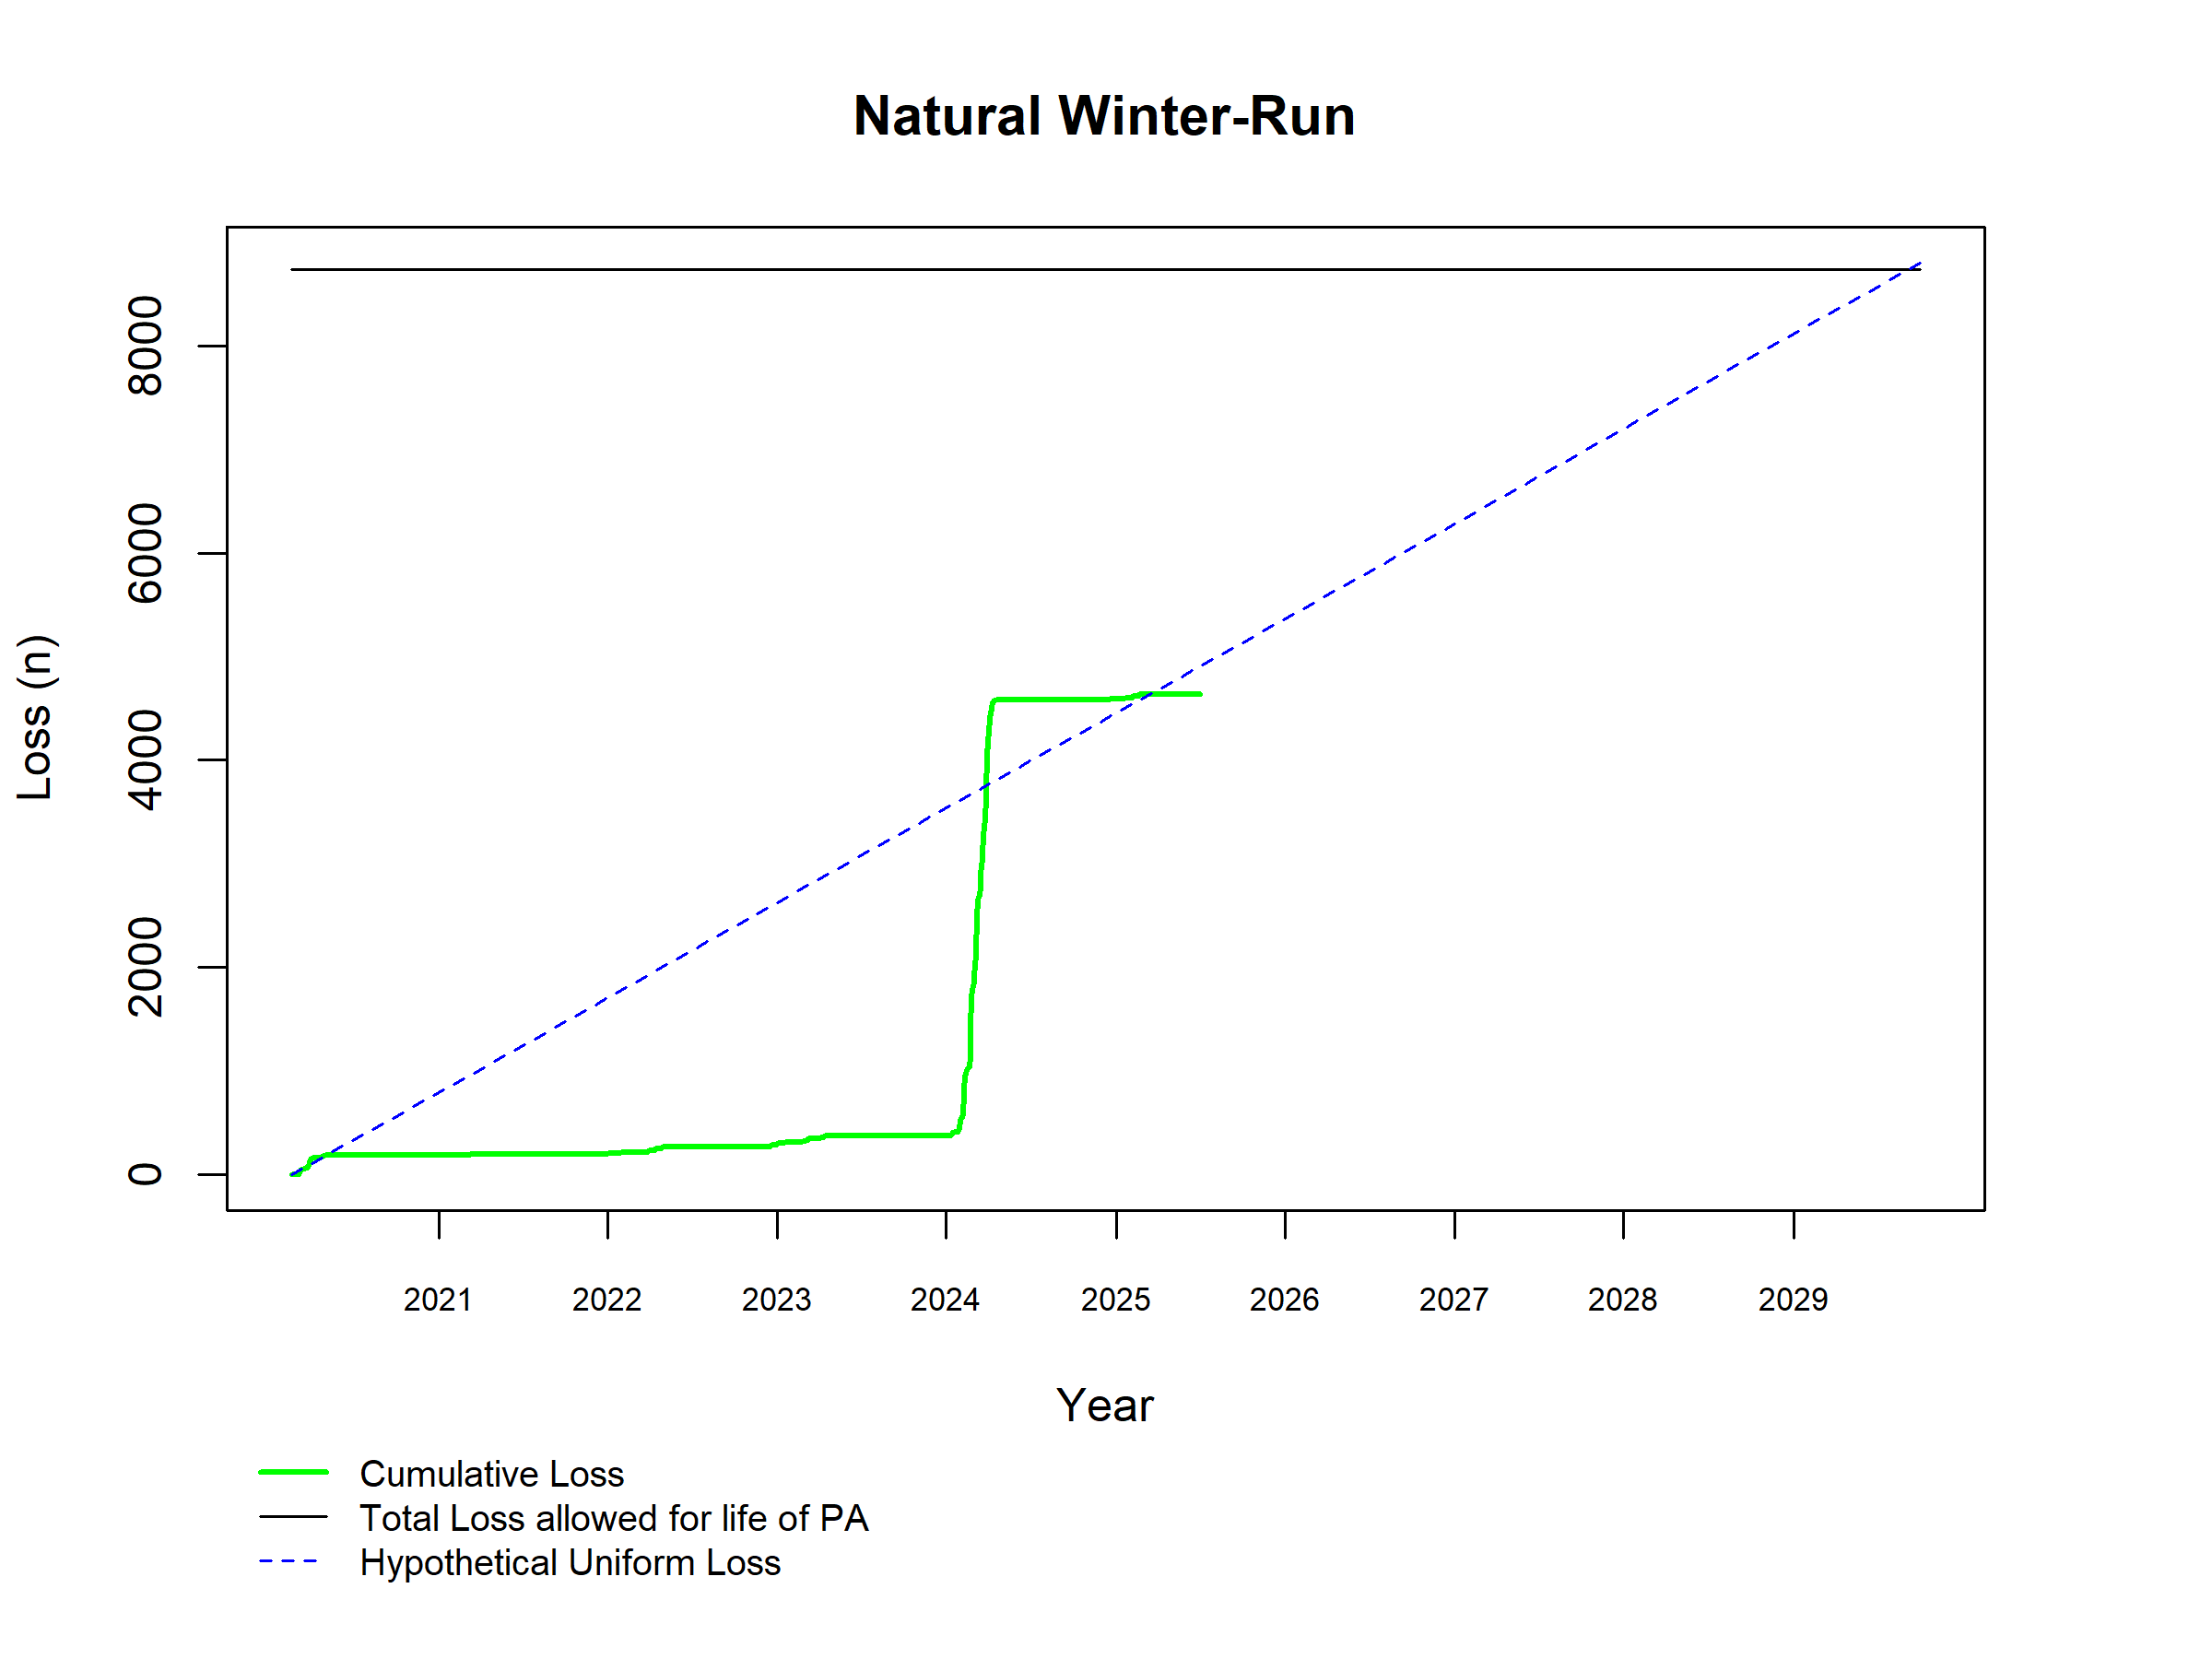 Natural Winter-Run
Loss (n)
8000
6000
4000
2000
0
2021 2022 2023 2024 2025 2026 2027 2028 2029
Year
Cumulative Loss
Total Loss allowed for life of PA
Hypothetical Uniform Loss